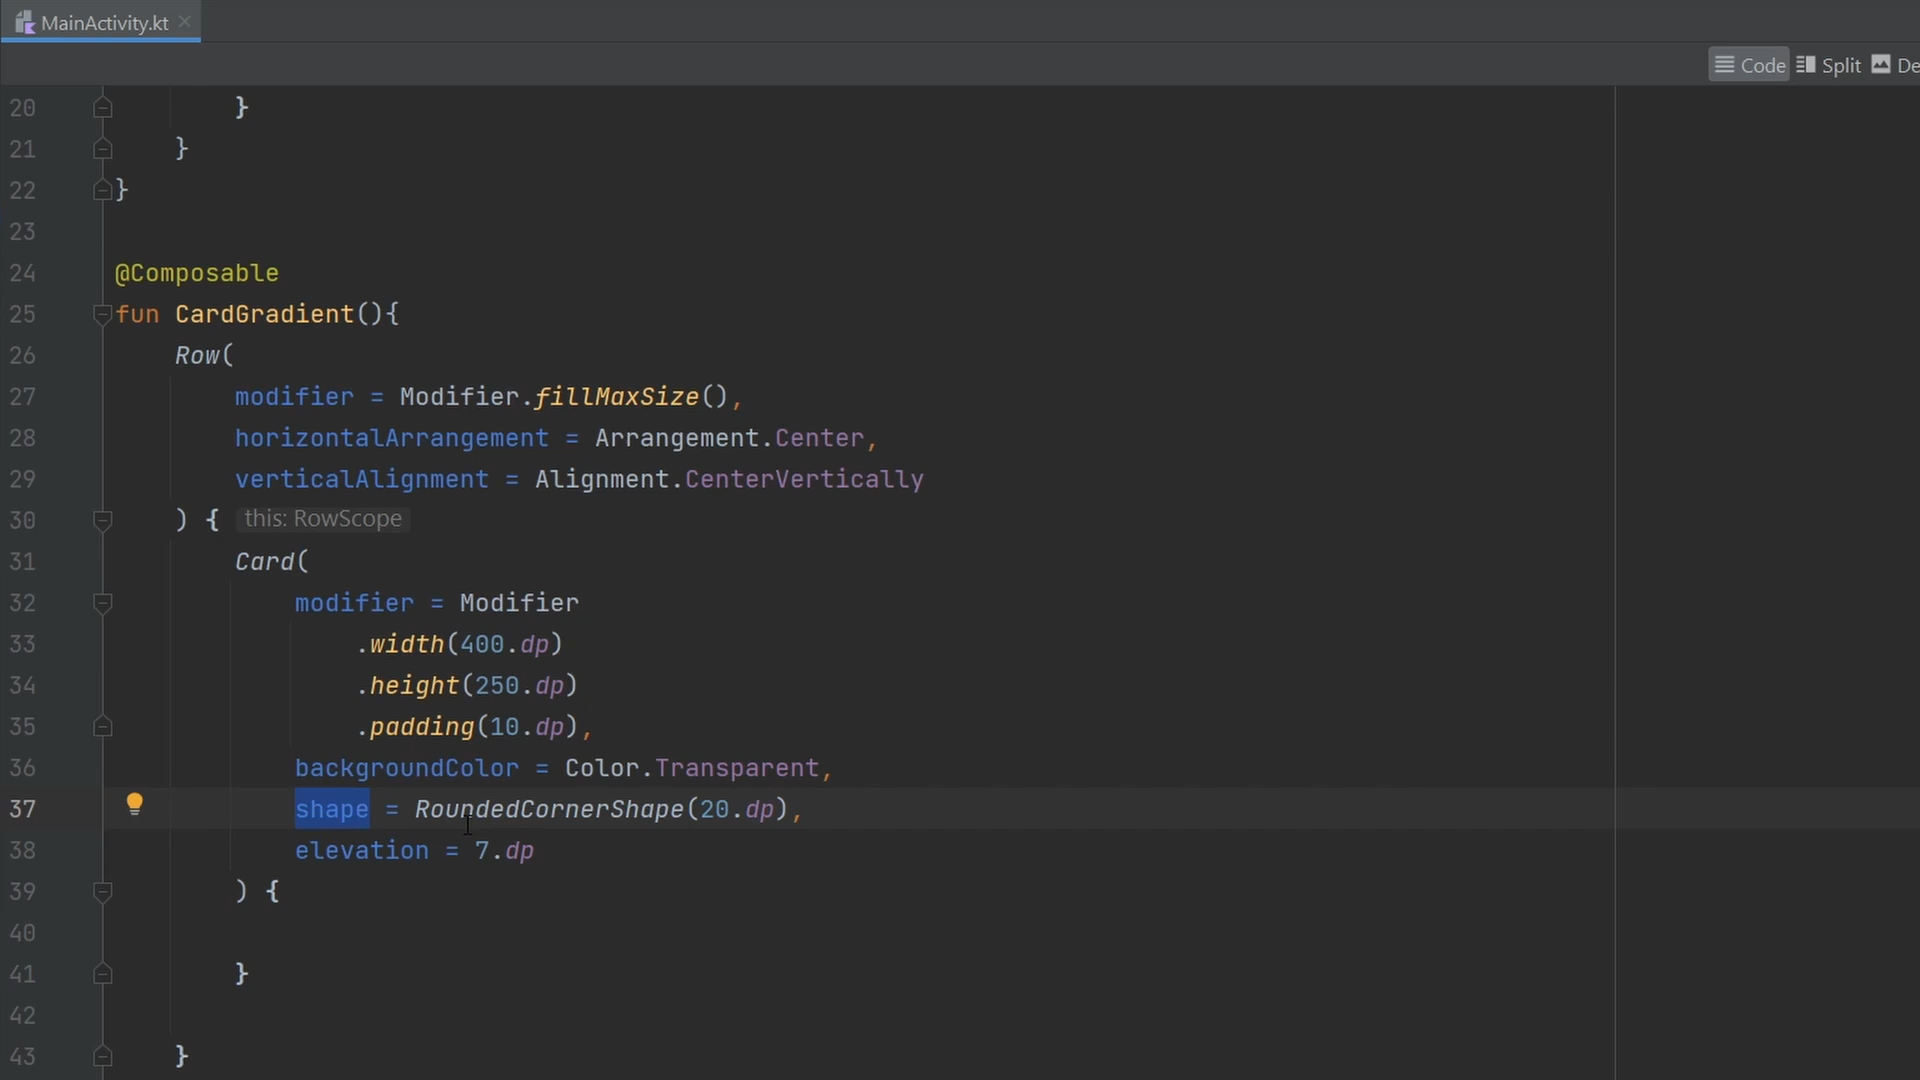 MainActivity.kt
Code Split De
20 }
21 }
22 }
23
24 @Composable
25 fun CardGradient(){
26 Row(
27 modifier = Modifier.fillMaxSize(),
28 horizontalArrangement = Arrangement.Center,
29 verticalAlignment = Alignment.CenterVertically
30 ) { this: RowScope
31 Card(
32 modifier = Modifier
33 .width(400.dp)
34 .height(250.dp)
35 .padding(10.dp),
36 backgroundColor = Color.Transparent,
37 shape = RoundedCornerShape(20.dp),
38 elevation = 7.dp
39 ) {
40
41 }
42
43 }